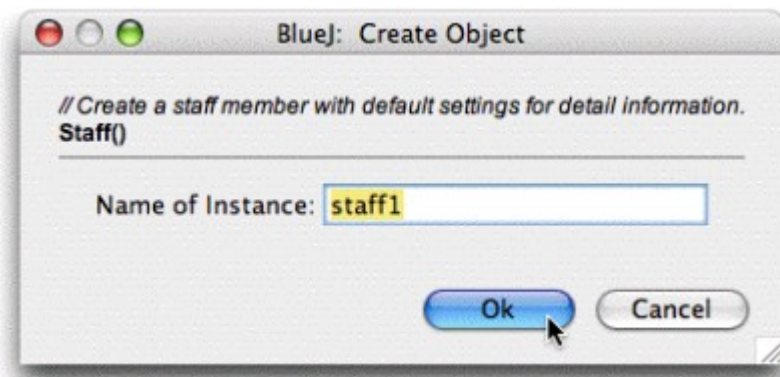 BlueJ: Create Object
// Create a staff member with default settings for detail information.
Staff()
Name of Instance: staff1
Ok Cancel